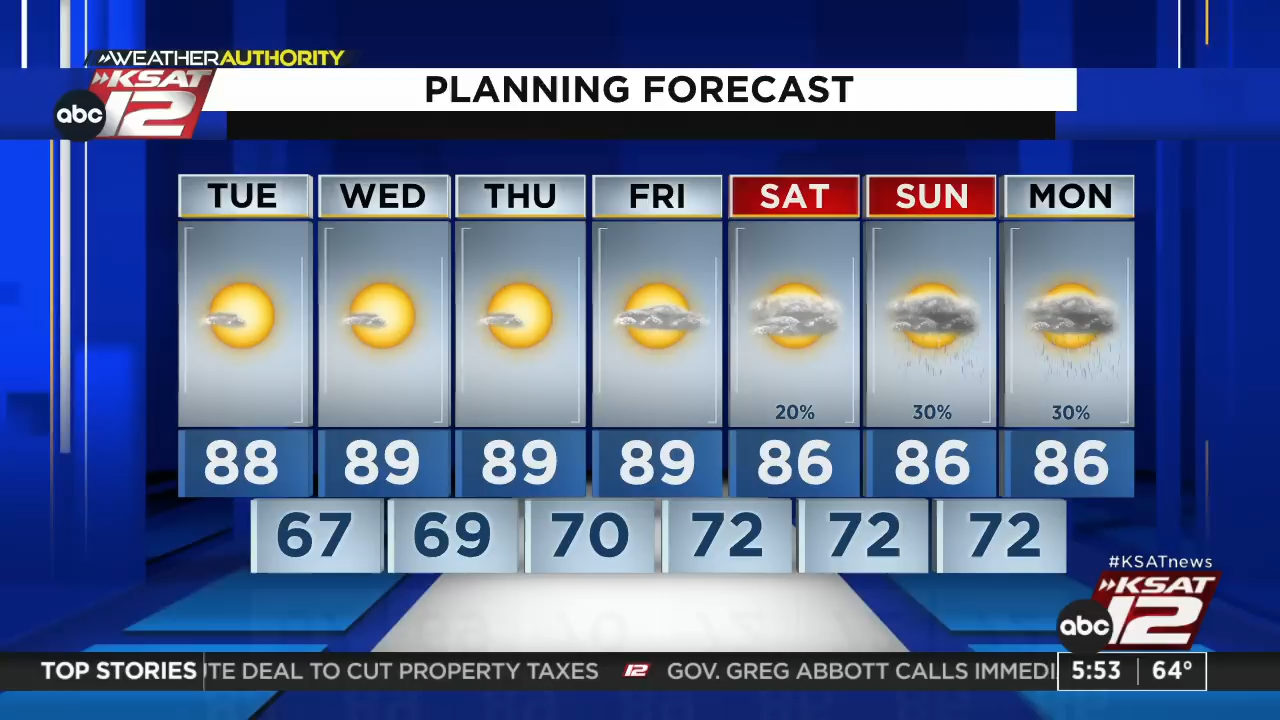 WEATHERAUTHORITY
KSAT
abc 12
PLANNING FORECAST
TUE WED THU FRI SAT SUN MON
20% 30% 30%
88 89 89 89 86 86 86
67 69 70 72 72 72
#KSATnews
KSAT
abc 12
TOP STORIES UTE DEAL TO CUT PROPERTY TAXES 12 GOV. GREG ABBOTT CALLS IMMEDI 5:53 64°